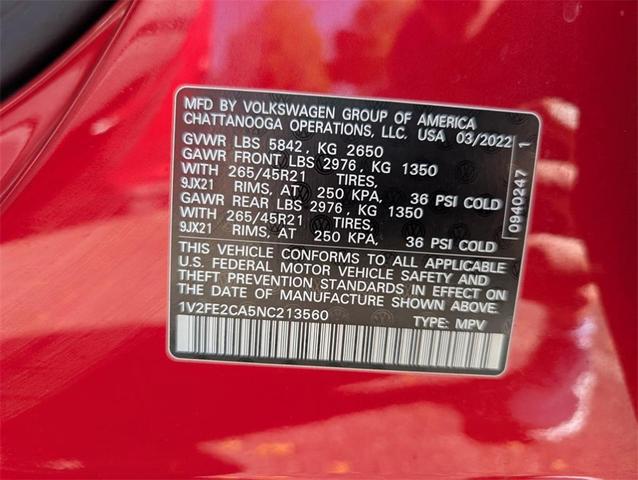 MFD BY VOLKSWAGEN GROUP OF AMERICA
CHATTANOOGA OPERATIONS, LLC. USA 03/2022
GVWR LBS 5842, KG 2650
GAWR FRONT LBS 2976, KG 1350
WITH 265/45R21 TIRES,
9JX21 RIMS, AT 250 KPA, 36 PSI COLD
GAWR REAR LBS 2976, KG 1350
WITH 265/45R21 TIRES,
9JX21 RIMS, AT 250 KPA, 36 PSI COLD
THIS VEHICLE CONFORMS TO ALL APPLICABLE
U.S. FEDERAL MOTOR VEHICLE SAFETY AND
THEFT PREVENTION STANDARDS IN EFFECT ON
THE DATE OF MANUFACTURE SHOWN ABOVE.
1V2FE2CA5NC213560 TYPE: MPV
0940247 1